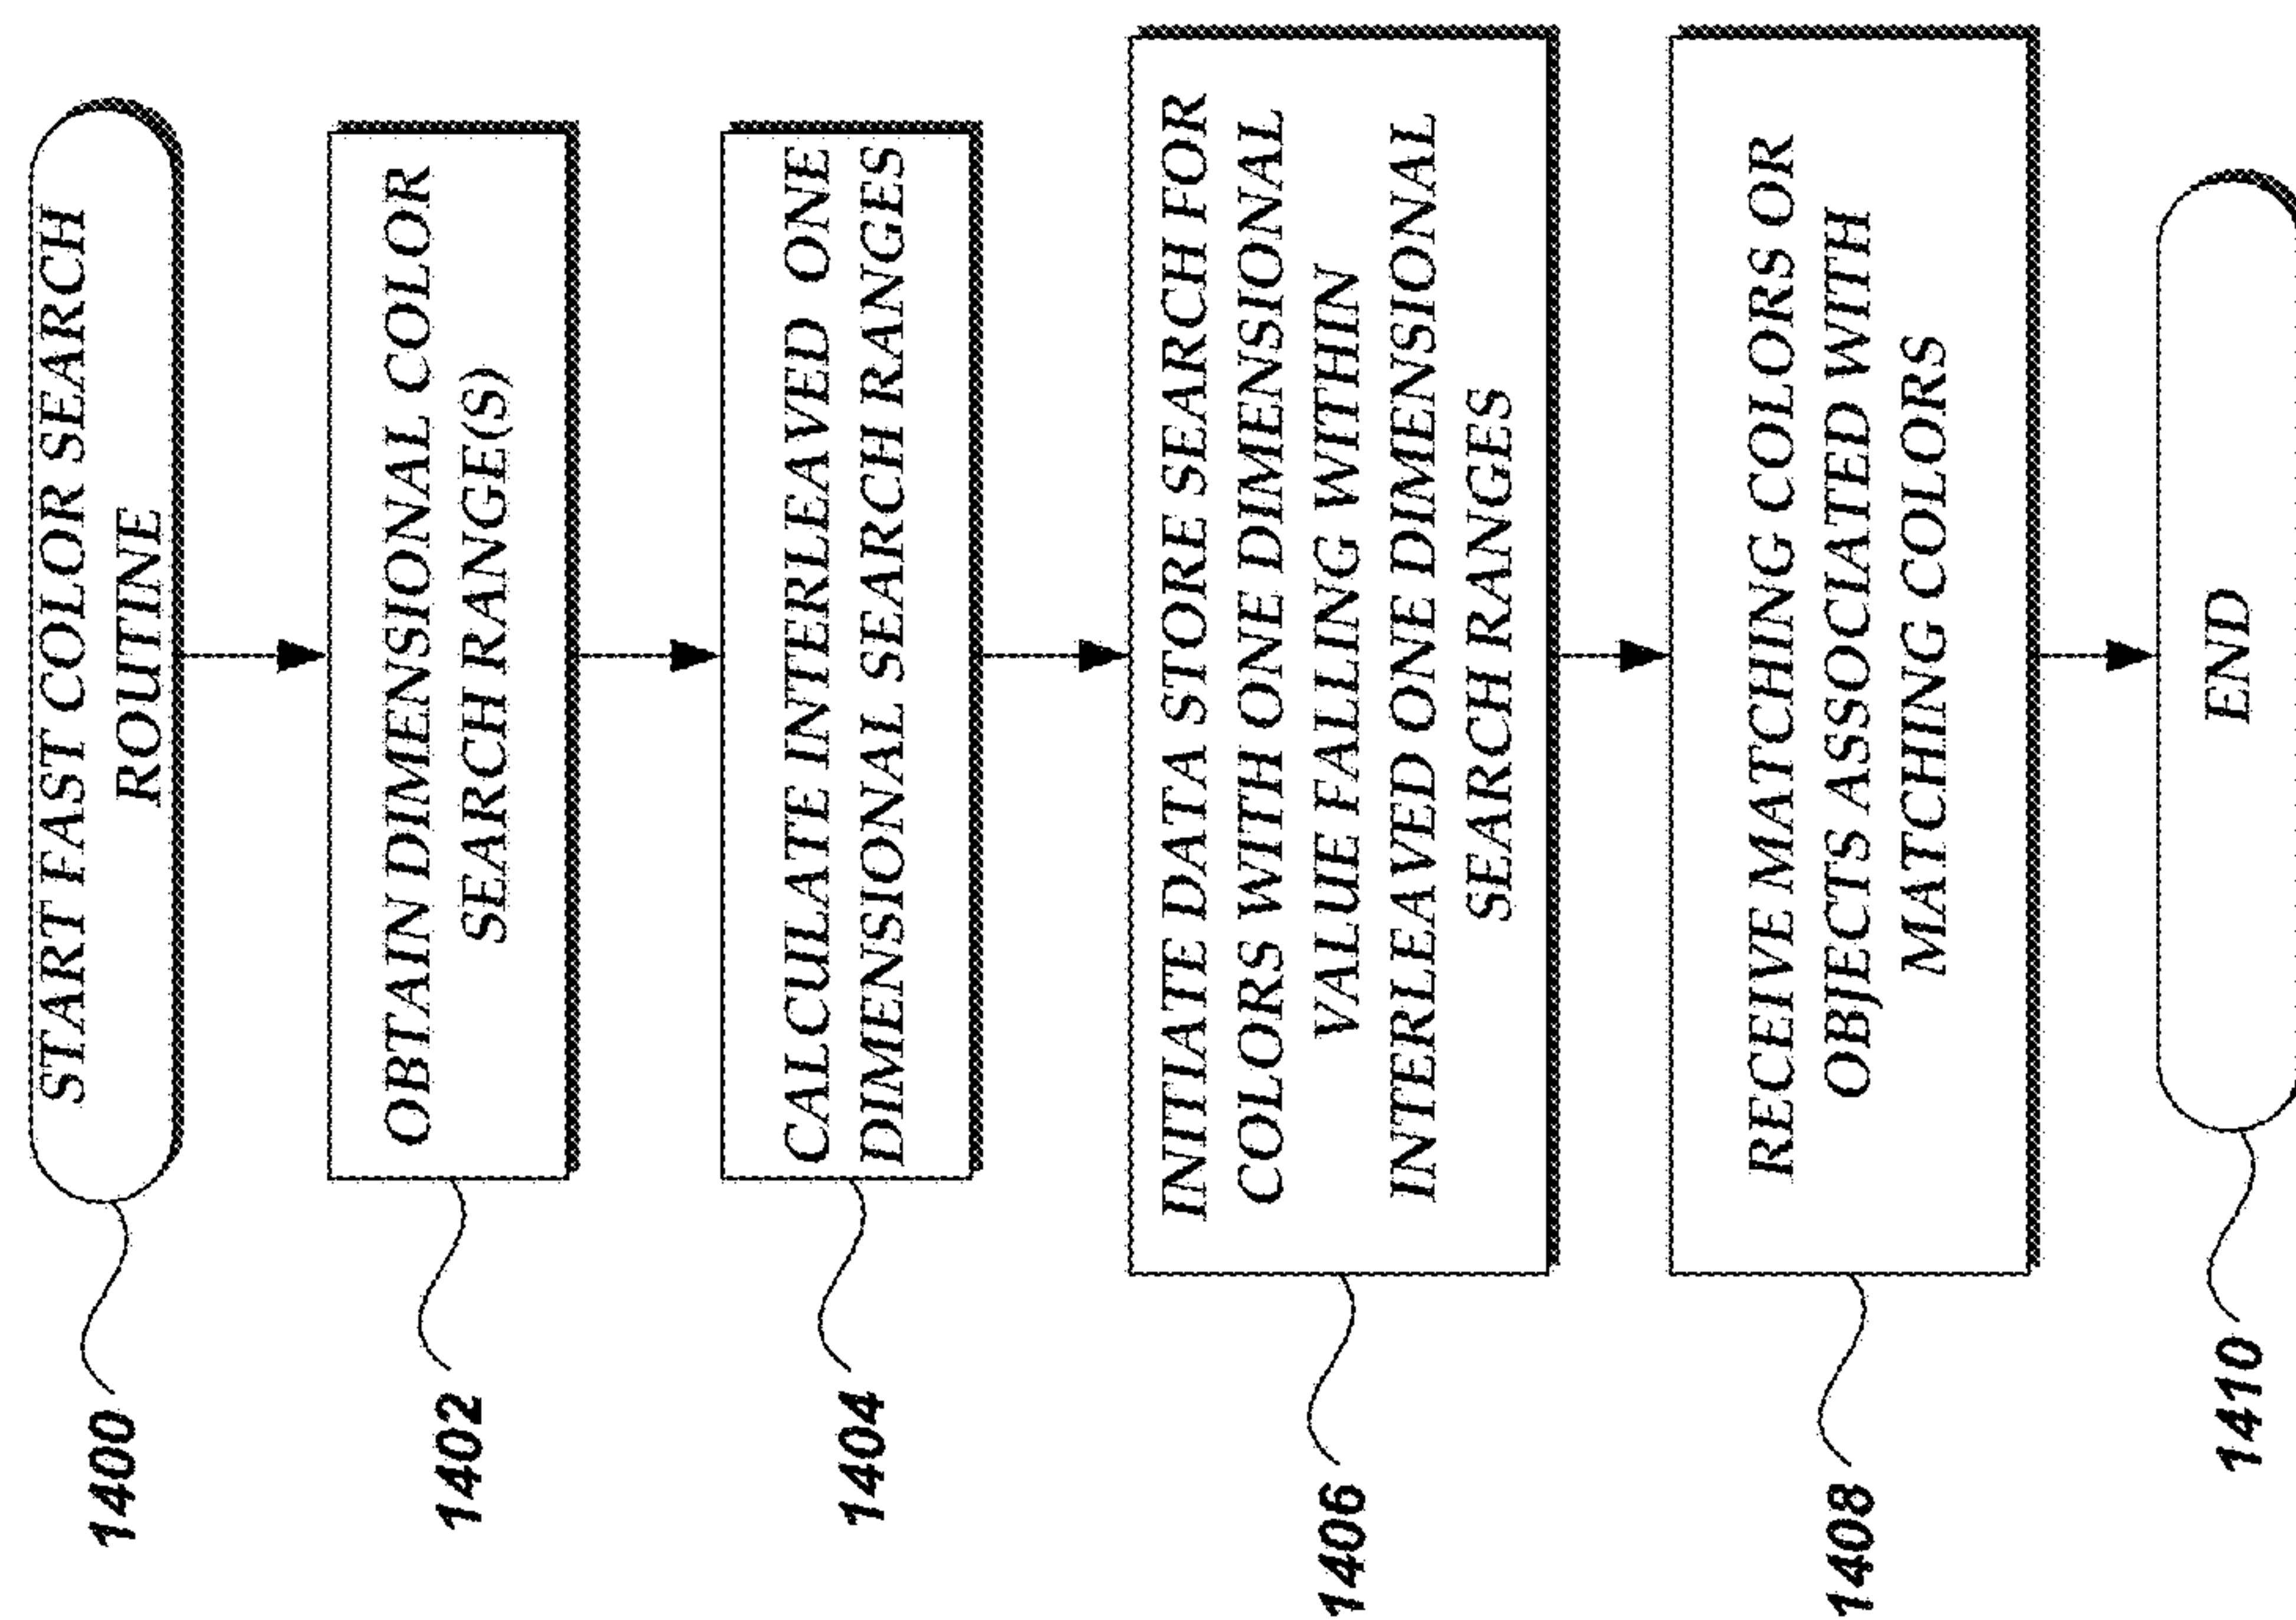 START FAST COLOR SEARCH
ROUTINE
1400
OBTAIN DIMENSIONAL COLOR
SEARCH RANGE(S)
1402
CALCULATE INTERLEAVED ONE
DIMENSIONAL SEARCH RANGES
1404
INITIATE DATA STORE SEARCH FOR
COLORS WITH ONE DIMENSIONAL
VALUE FALLING WITHIN
INTERLEAVED ONE DIMENSIONAL
SEARCH RANGES
1406
RECEIVE MATCHING COLORS OR
OBJECTS ASSOCIATED WITH
MATCHING COLORS
1408
END
1410